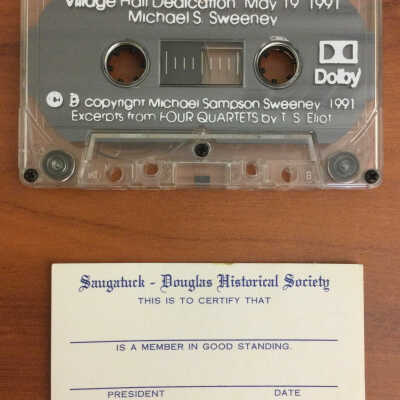 Village Hall Dedication May 19 1991
Michael S. Sweeney
Dolby
© ℗ copyright Michael Sampson Sweeney 1991
Excerpts from FOUR QUARTETS by T. S. Eliot
B
Saugatuck - Douglas Historical Society
THIS IS TO CERTIFY THAT
IS A MEMBER IN GOOD STANDING.
PRESIDENT DATE